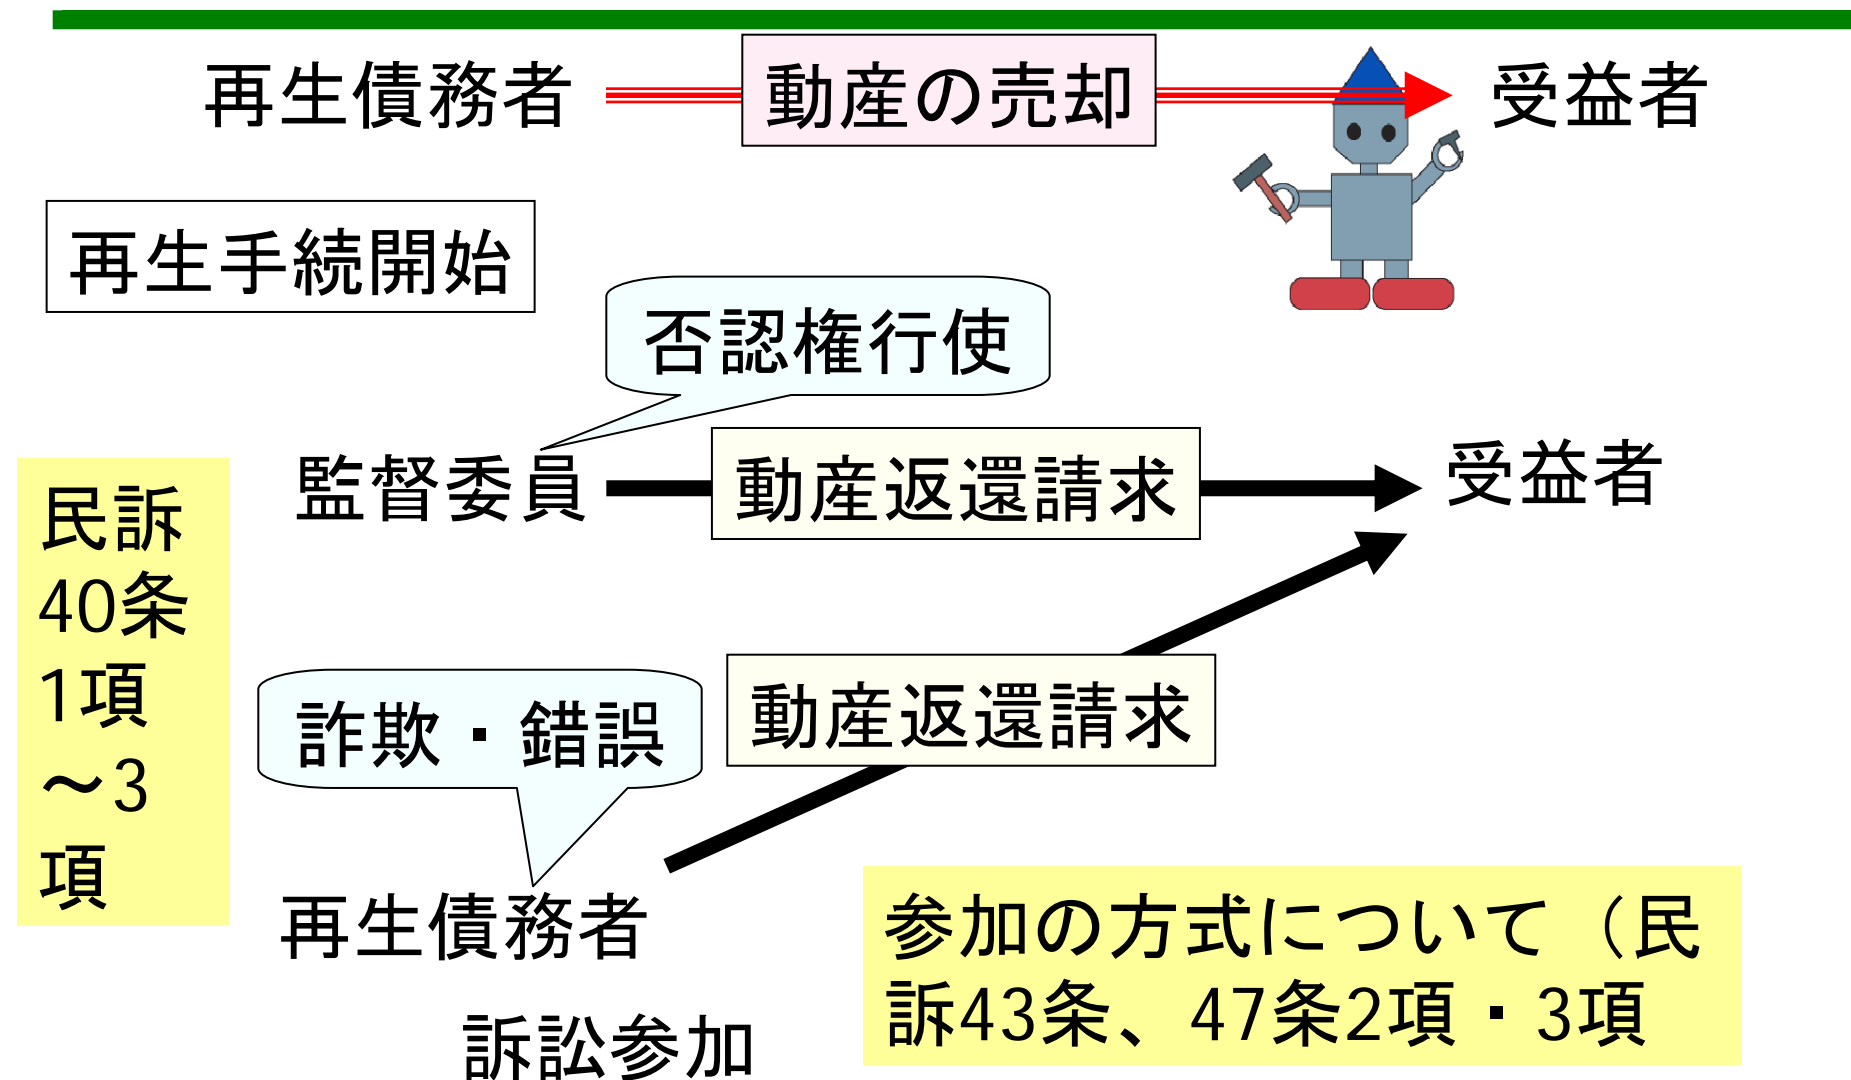 再生債務者
動産の売却
受益者
再生手続開始
否認権行使
監督委員
動産返還請求
受益者
民訴
40条
1項
～3
項
詐欺・錯誤
動産返還請求
再生債務者
訴訟参加
参加の方式について（民
訴43条、47条2項・3項